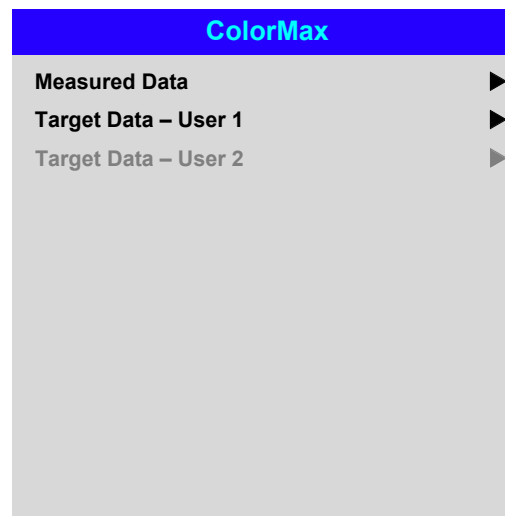 ColorMax
Measured Data
Target Data – User 1
Target Data – User 2